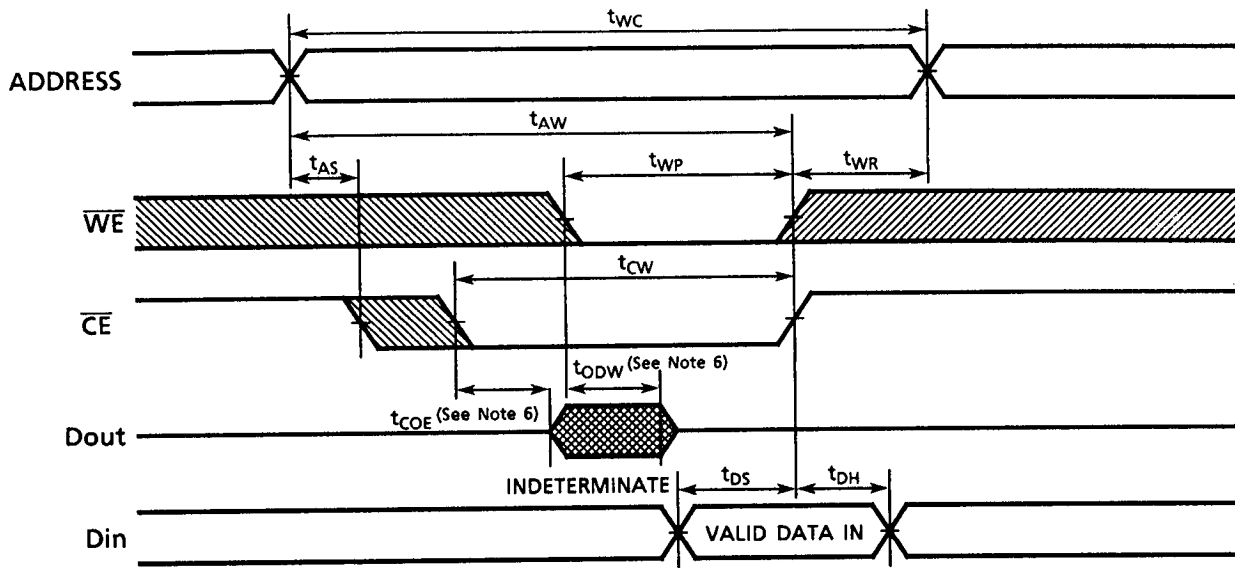 tWC
ADDRESS
tAW
tAS
tWP
tWR
WE
tCW
CE
tODW (See Note 6)
tCOE (See Note 6)
Dout
INDETERMINATE
tDS
tDH
Din
VALID DATA IN